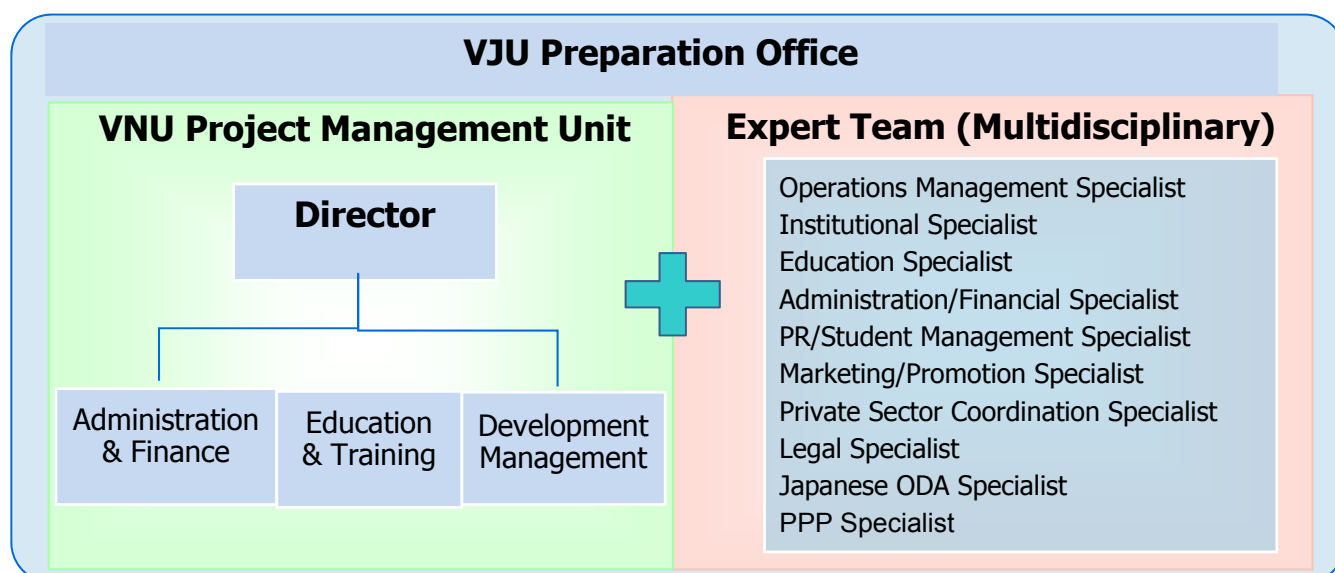 VJU Preparation Office
VNU Project Management Unit
Director
Administration
& Finance
Education
& Training
Development
Management
Expert Team (Multidisciplinary)
Operations Management Specialist
Institutional Specialist
Education Specialist
Administration/Financial Specialist
PR/Student Management Specialist
Marketing/Promotion Specialist
Private Sector Coordination Specialist
Legal Specialist
Japanese ODA Specialist
PPP Specialist